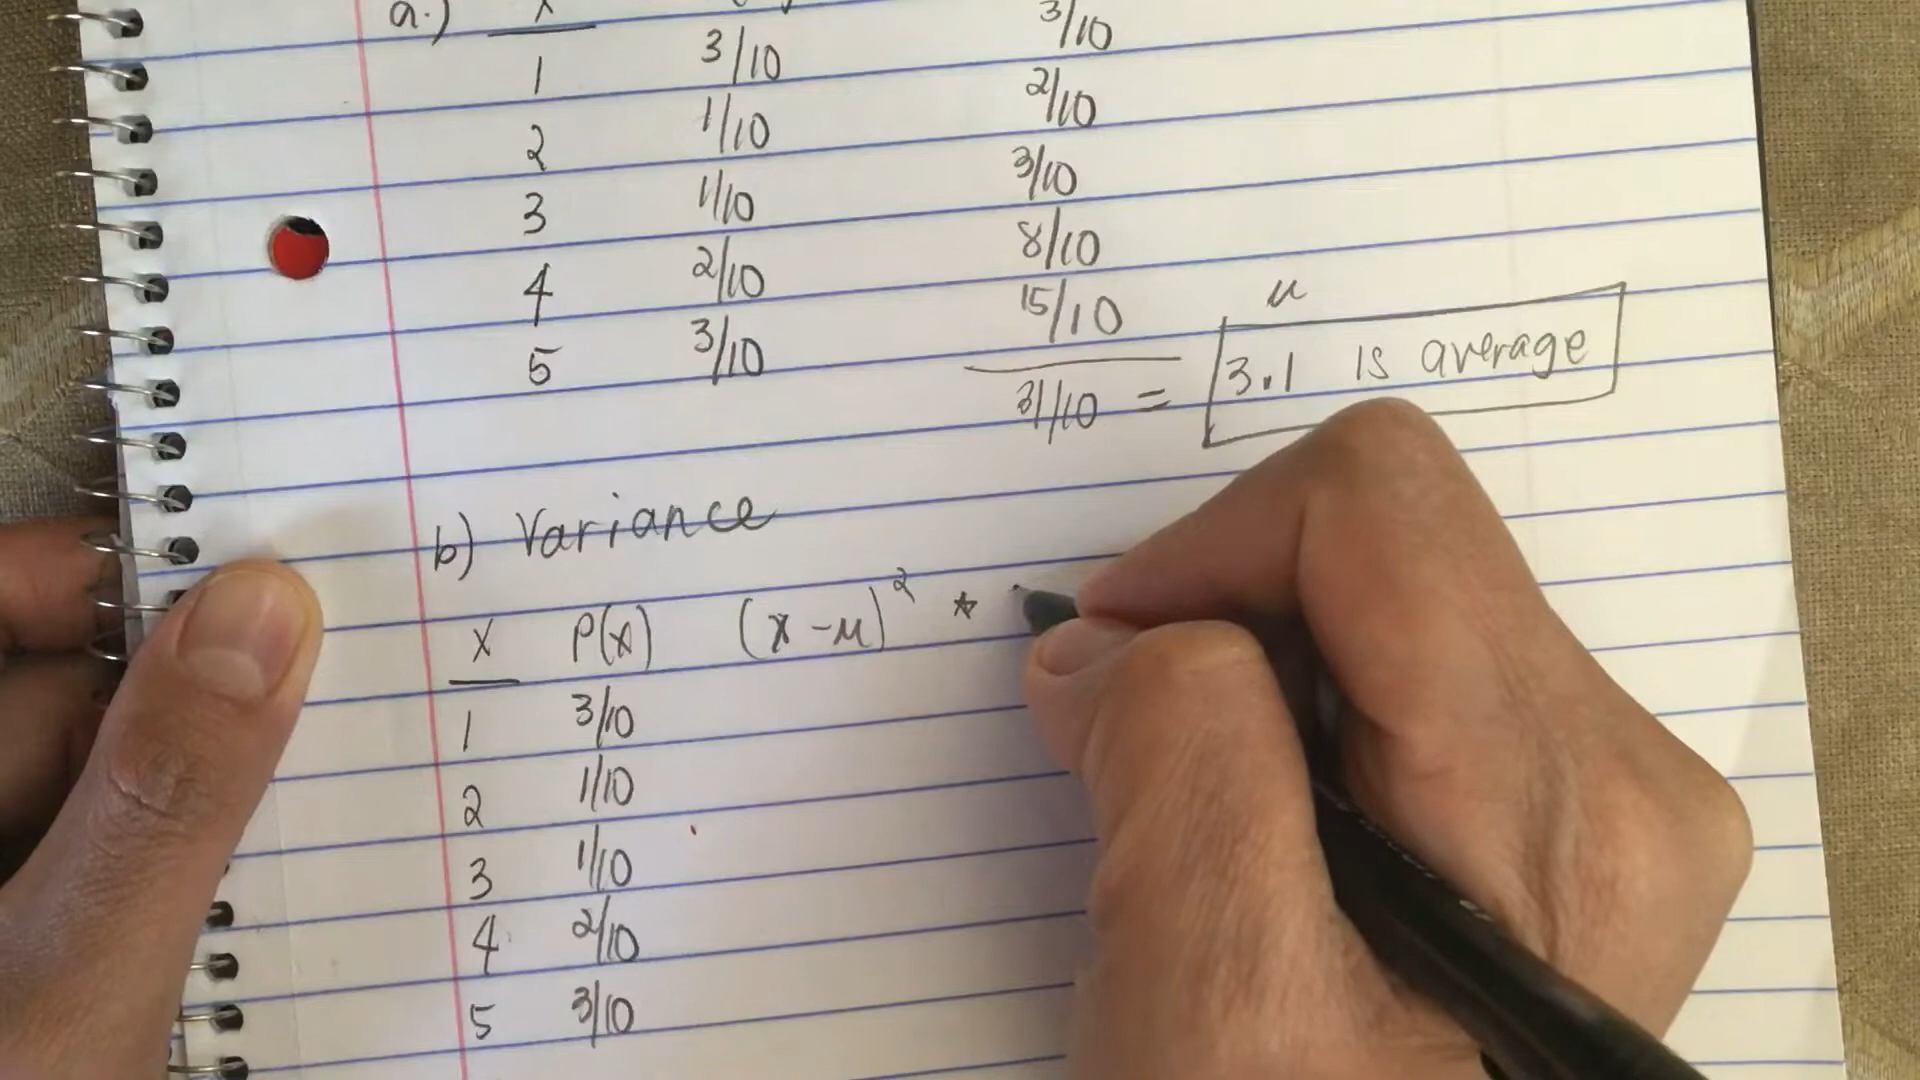 a.) x
3/10
1 3/10 2/10
2 1/10 3/10
3 1/10 8/10
4 2/10 15/10 μ
5 3/10 31/10 = 3.1 is average
b) Variance
x P(x) (x-μ)² *
1 3/10
2 1/10
3 1/10
4 2/10
5 3/10